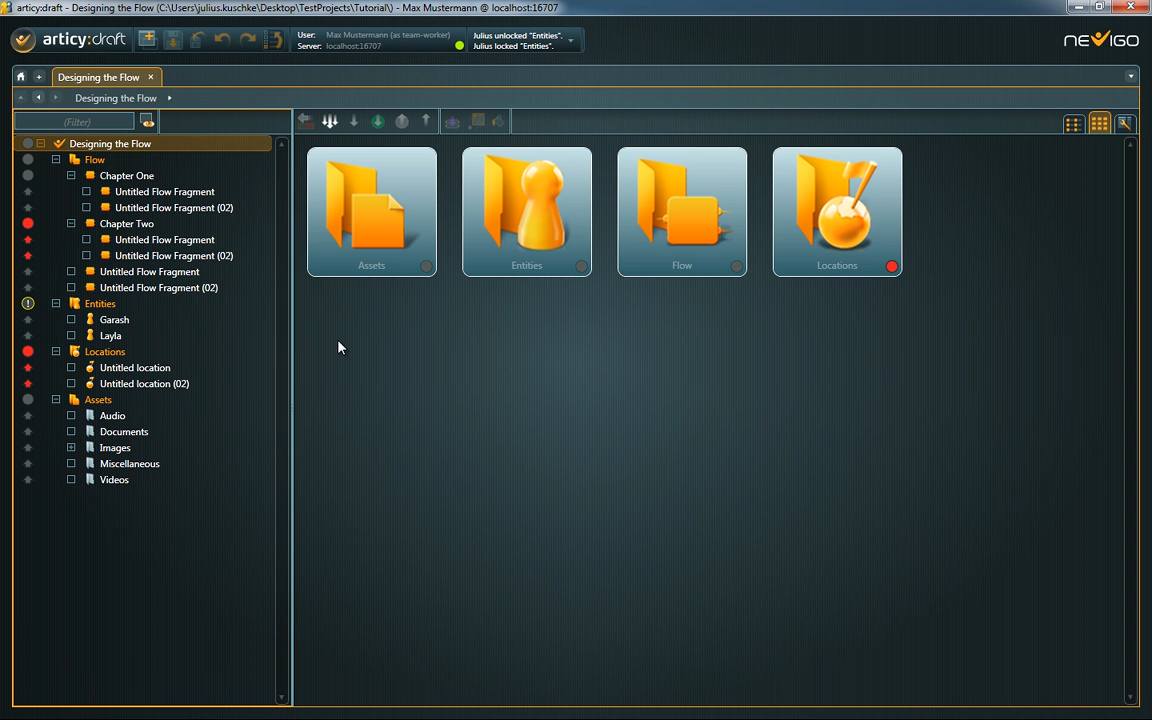 articy:draft - Designing the Flow (C:\Users\julius.kuschke\Desktop\TestProjects\Tutorial\) - Max Mustermann @ localhost:16707
articy:draft
User: Max Mustermann (as team-worker)
Server: localhost:16707
Julius unlocked "Entities".
Julius locked "Entities".
nevigo
Designing the Flow
Designing the Flow
(Filter)
Designing the Flow
Flow
Chapter One
Untitled Flow Fragment
Untitled Flow Fragment (02)
Chapter Two
Untitled Flow Fragment
Untitled Flow Fragment (02)
Untitled Flow Fragment
Untitled Flow Fragment (02)
Entities
Garash
Layla
Locations
Untitled location
Untitled location (02)
Assets
Audio
Documents
Images
Miscellaneous
Videos
Assets
Entities
Flow
Locations